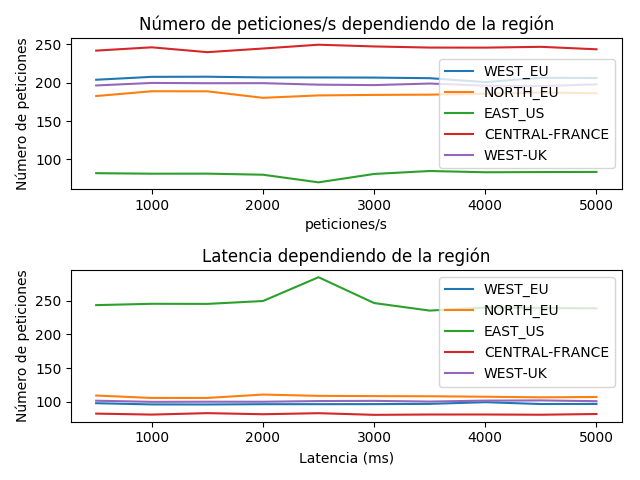 Número de peticiones/s dependiendo de la región
Número de peticiones
250
200
150
100
WEST_EU
NORTH_EU
EAST_US
CENTRAL-FRANCE
WEST-UK
1000 2000 3000 4000 5000
peticiones/s
Latencia dependiendo de la región
Número de peticiones
250
200
150
100
WEST_EU
NORTH_EU
EAST_US
CENTRAL-FRANCE
WEST-UK
1000 2000 3000 4000 5000
Latencia (ms)